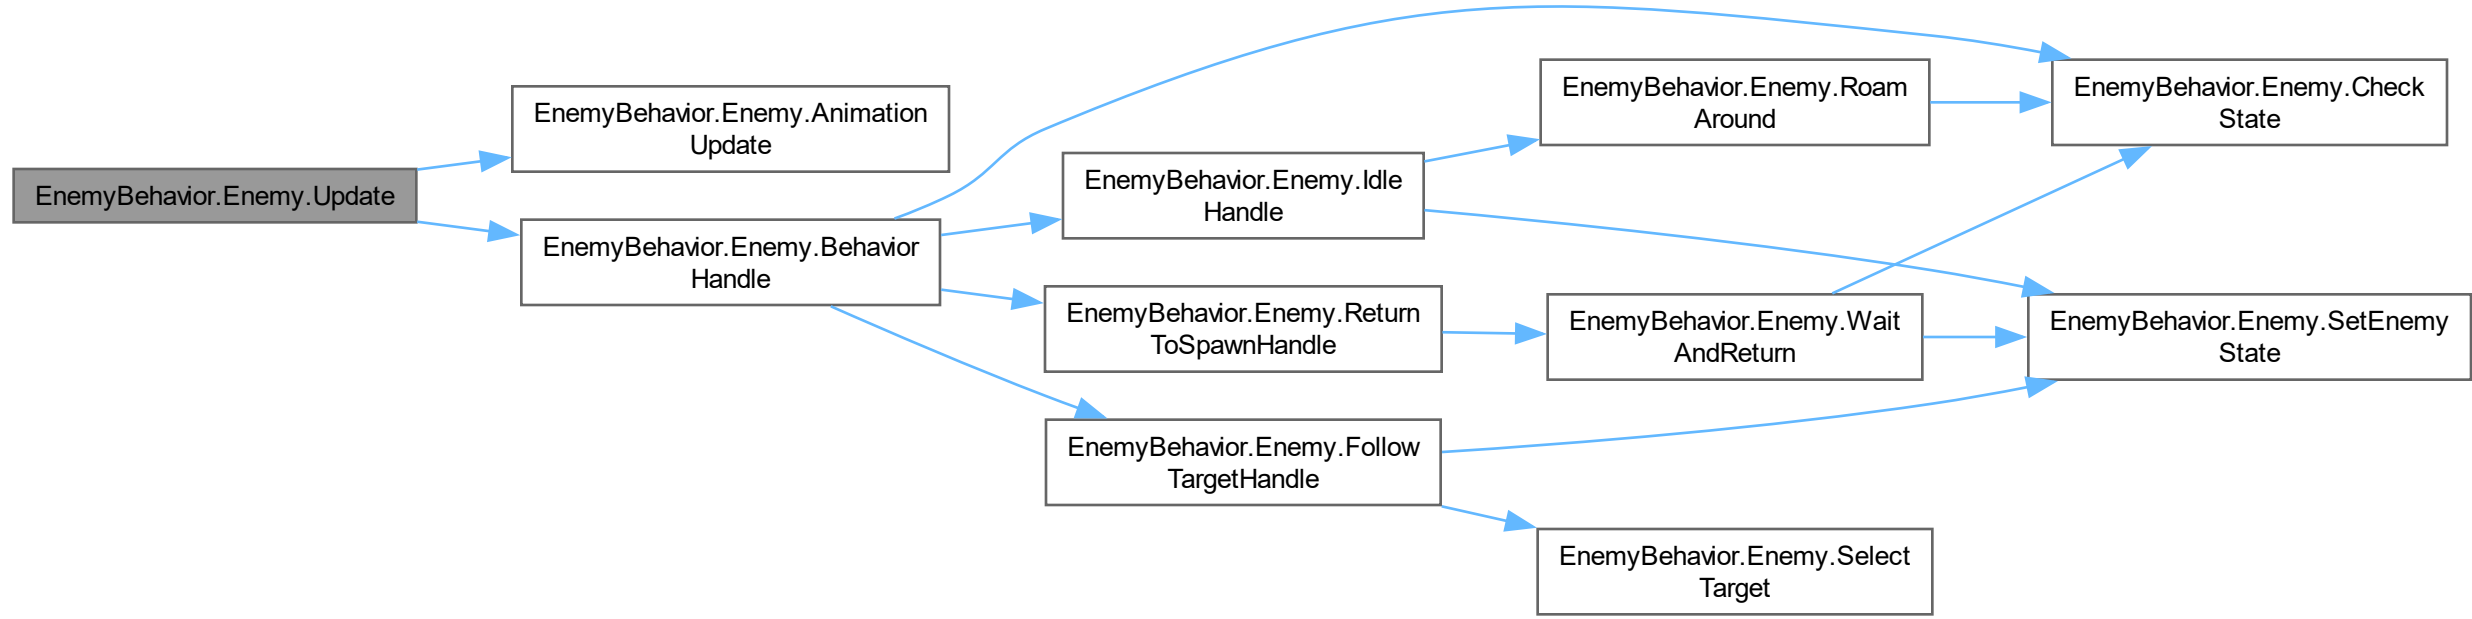 EnemyBehavior.Enemy.Update
EnemyBehavior.Enemy.Animation
Update
EnemyBehavior.Enemy.Behavior
Handle
EnemyBehavior.Enemy.Idle
Handle
EnemyBehavior.Enemy.Return
ToSpawnHandle
EnemyBehavior.Enemy.Follow
TargetHandle
EnemyBehavior.Enemy.Roam
Around
EnemyBehavior.Enemy.Wait
AndReturn
EnemyBehavior.Enemy.Select
Target
EnemyBehavior.Enemy.Check
State
EnemyBehavior.Enemy.SetEnemy
State